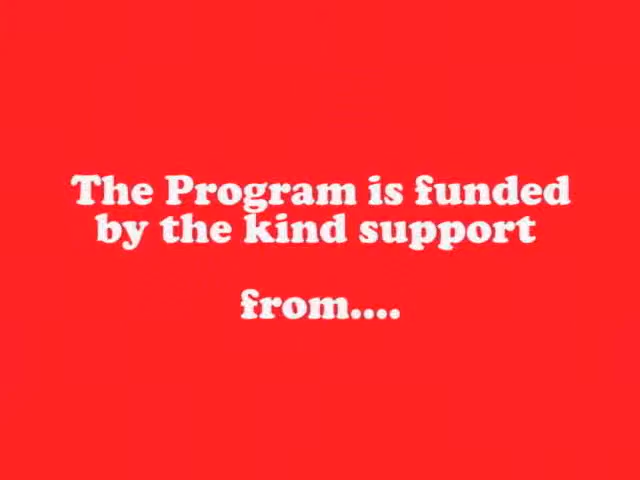 The Program is funded
by the kind support
from....